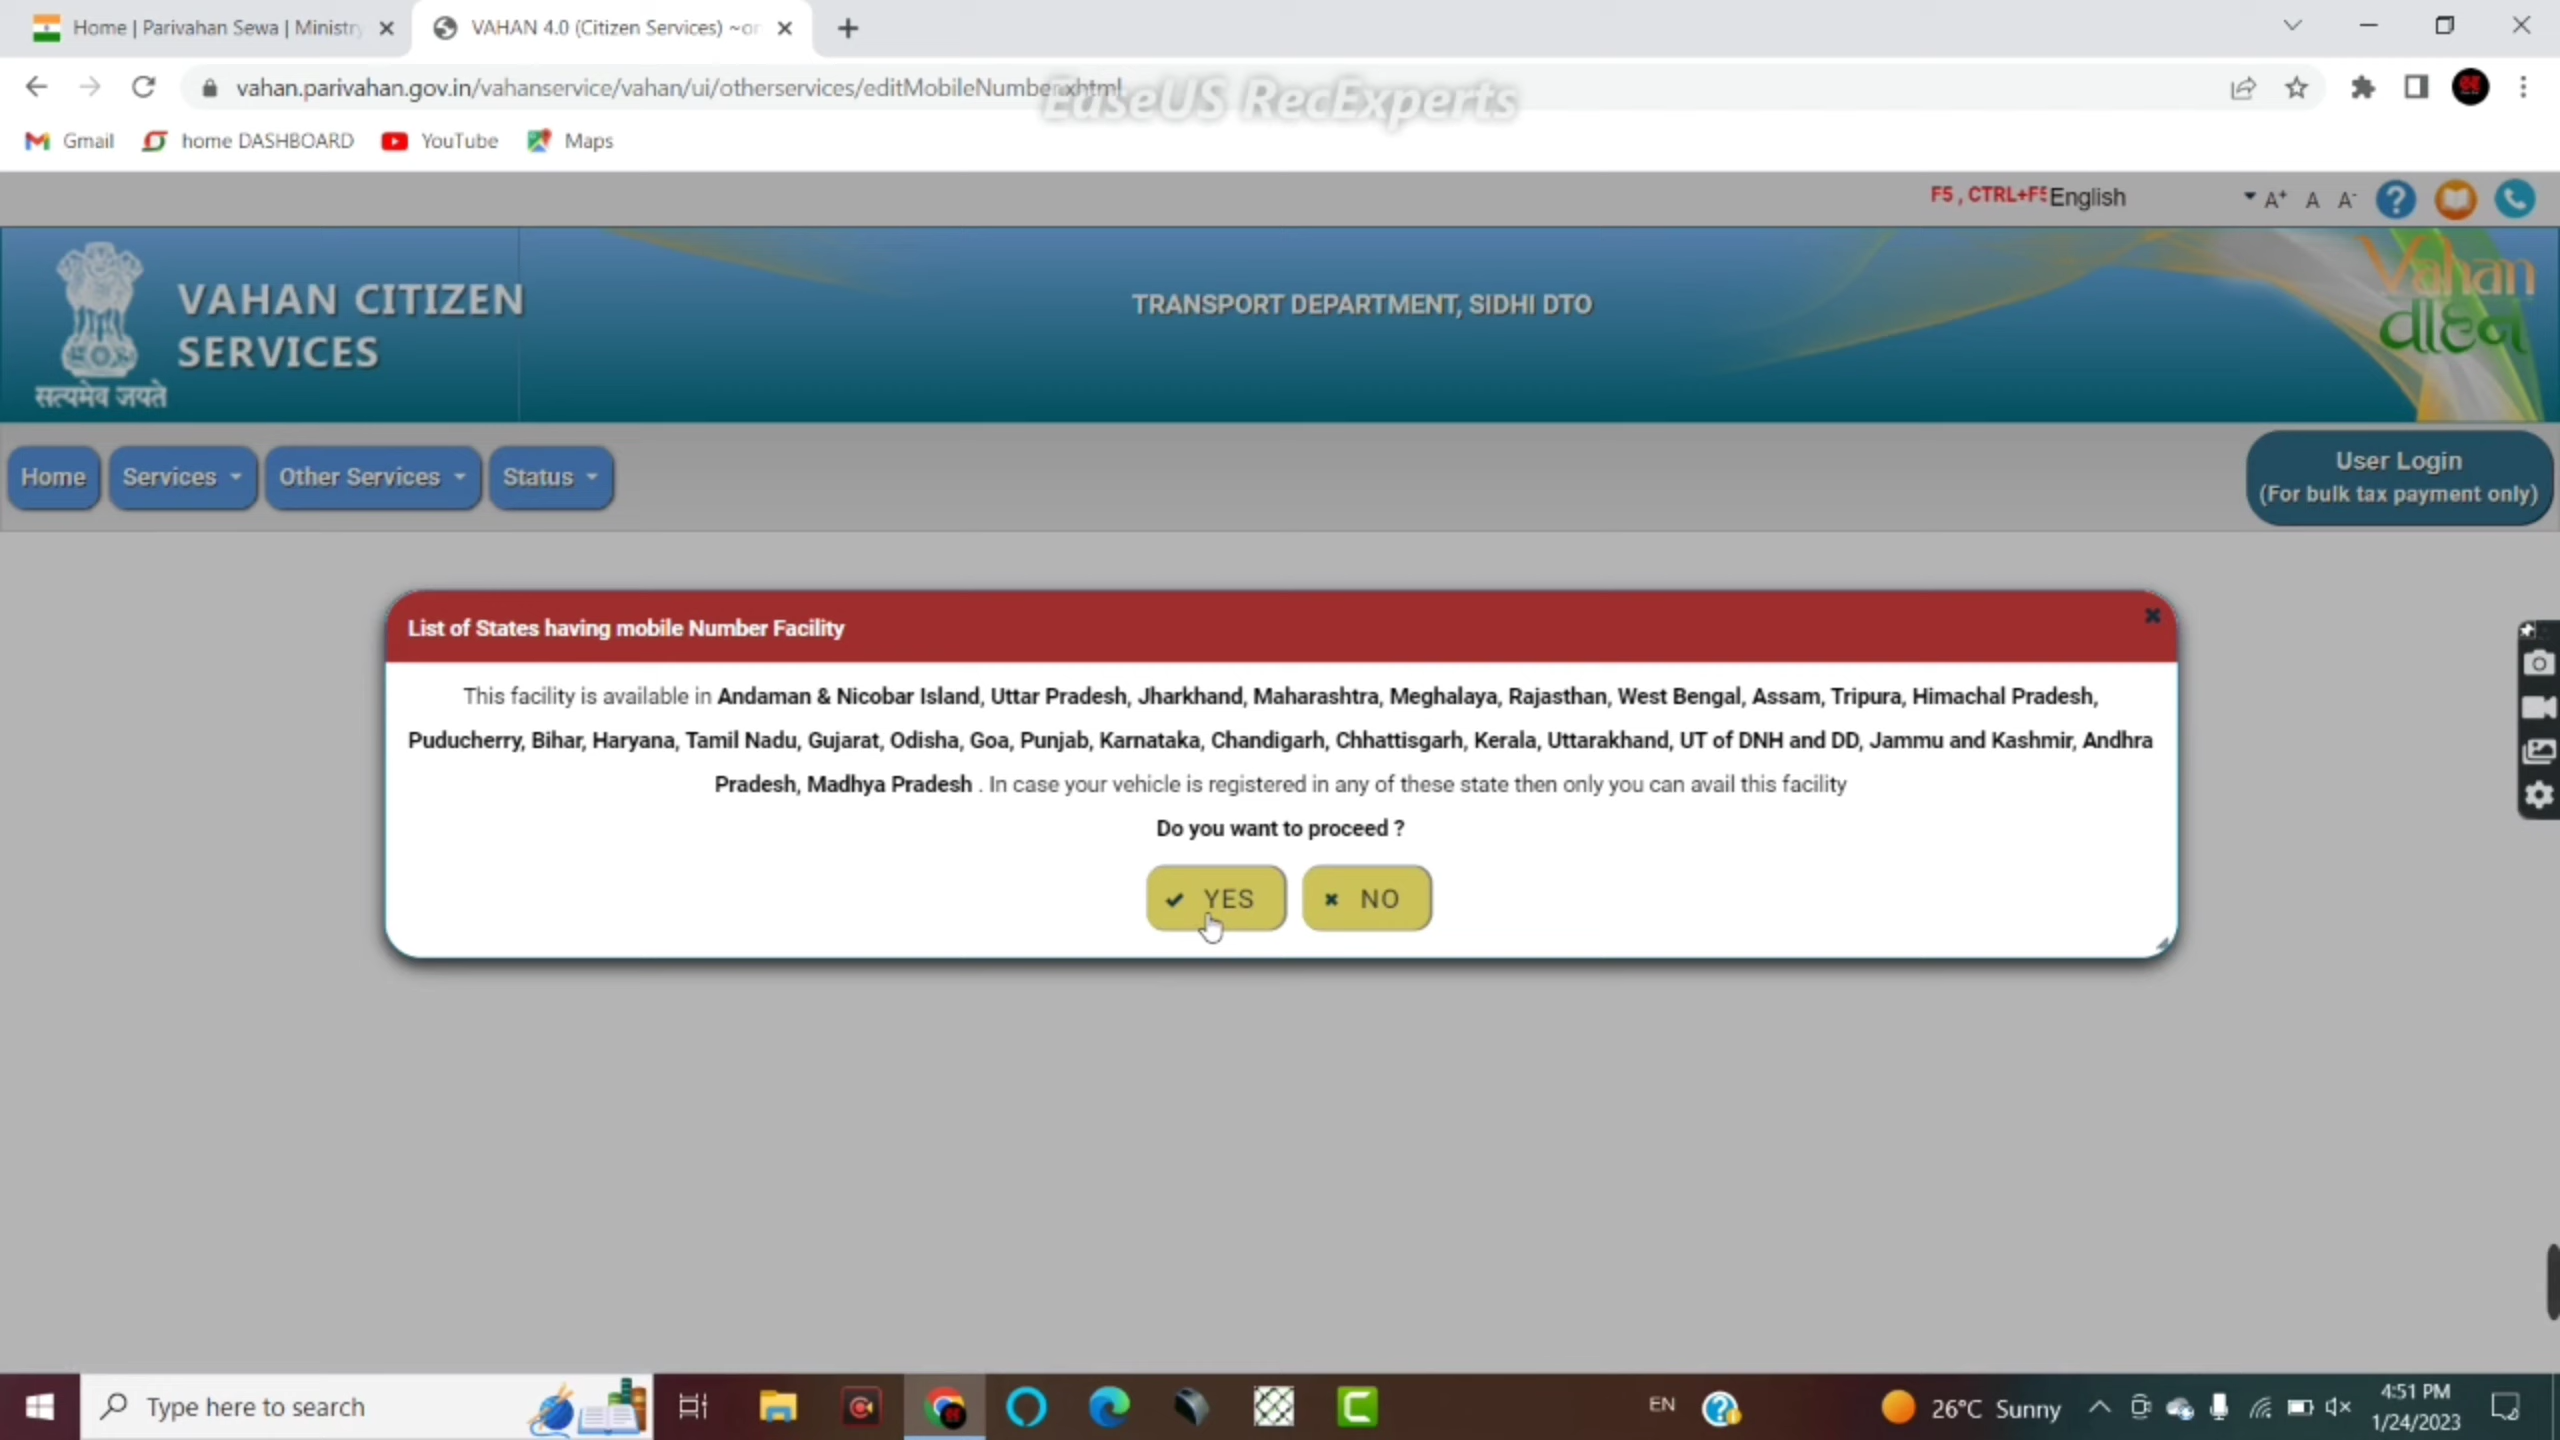 Home | Parivahan Sewa | Ministry
VAHAN 4.0 (Citizen Services) ~or
vahan.parivahan.gov.in/vahanservice/vahan/ui/otherservices/editMobileNumber.xhtml
EaseUS RecExperts
Gmail home DASHBOARD YouTube Maps
F5 , CTRL+F5 English A+ A A-
VAHAN CITIZEN
SERVICES
सत्यमेव जयते
TRANSPORT DEPARTMENT, SIDHI DTO
Vahan
वाहन
Home Services Other Services Status
User Login
(For bulk tax payment only)
List of States having mobile Number Facility
This facility is available in Andaman & Nicobar Island, Uttar Pradesh, Jharkhand, Maharashtra, Meghalaya, Rajasthan, West Bengal, Assam, Tripura, Himachal Pradesh,
Puducherry, Bihar, Haryana, Tamil Nadu, Gujarat, Odisha, Goa, Punjab, Karnataka, Chandigarh, Chhattisgarh, Kerala, Uttarakhand, UT of DNH and DD, Jammu and Kashmir, Andhra
Pradesh, Madhya Pradesh . In case your vehicle is registered in any of these state then only you can avail this facility
Do you want to proceed ?
YES NO
Type here to search
EN
26°C Sunny
4:51 PM
1/24/2023